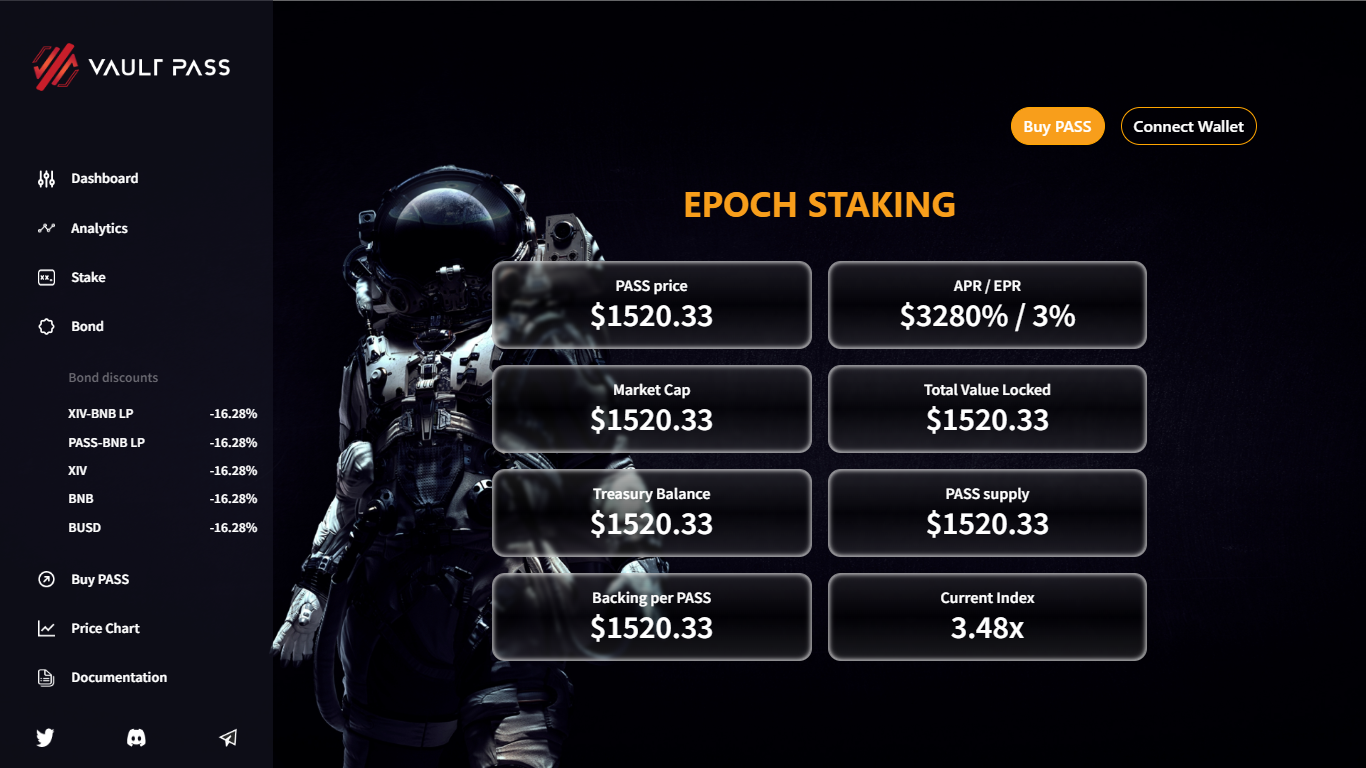 VAULT PASS
Dashboard
Analytics
Stake
Bond
Bond discounts
XIV-BNB LP -16.28%
PASS-BNB LP -16.28%
XIV -16.28%
BNB -16.28%
BUSD -16.28%
Buy PASS
Price Chart
Documentation
Buy PASS Connect Wallet
EPOCH STAKING
PASS price
$1520.33
APR / EPR
$3280% / 3%
Market Cap
$1520.33
Total Value Locked
$1520.33
Treasury Balance
$1520.33
PASS supply
$1520.33
Backing per PASS
$1520.33
Current Index
3.48x